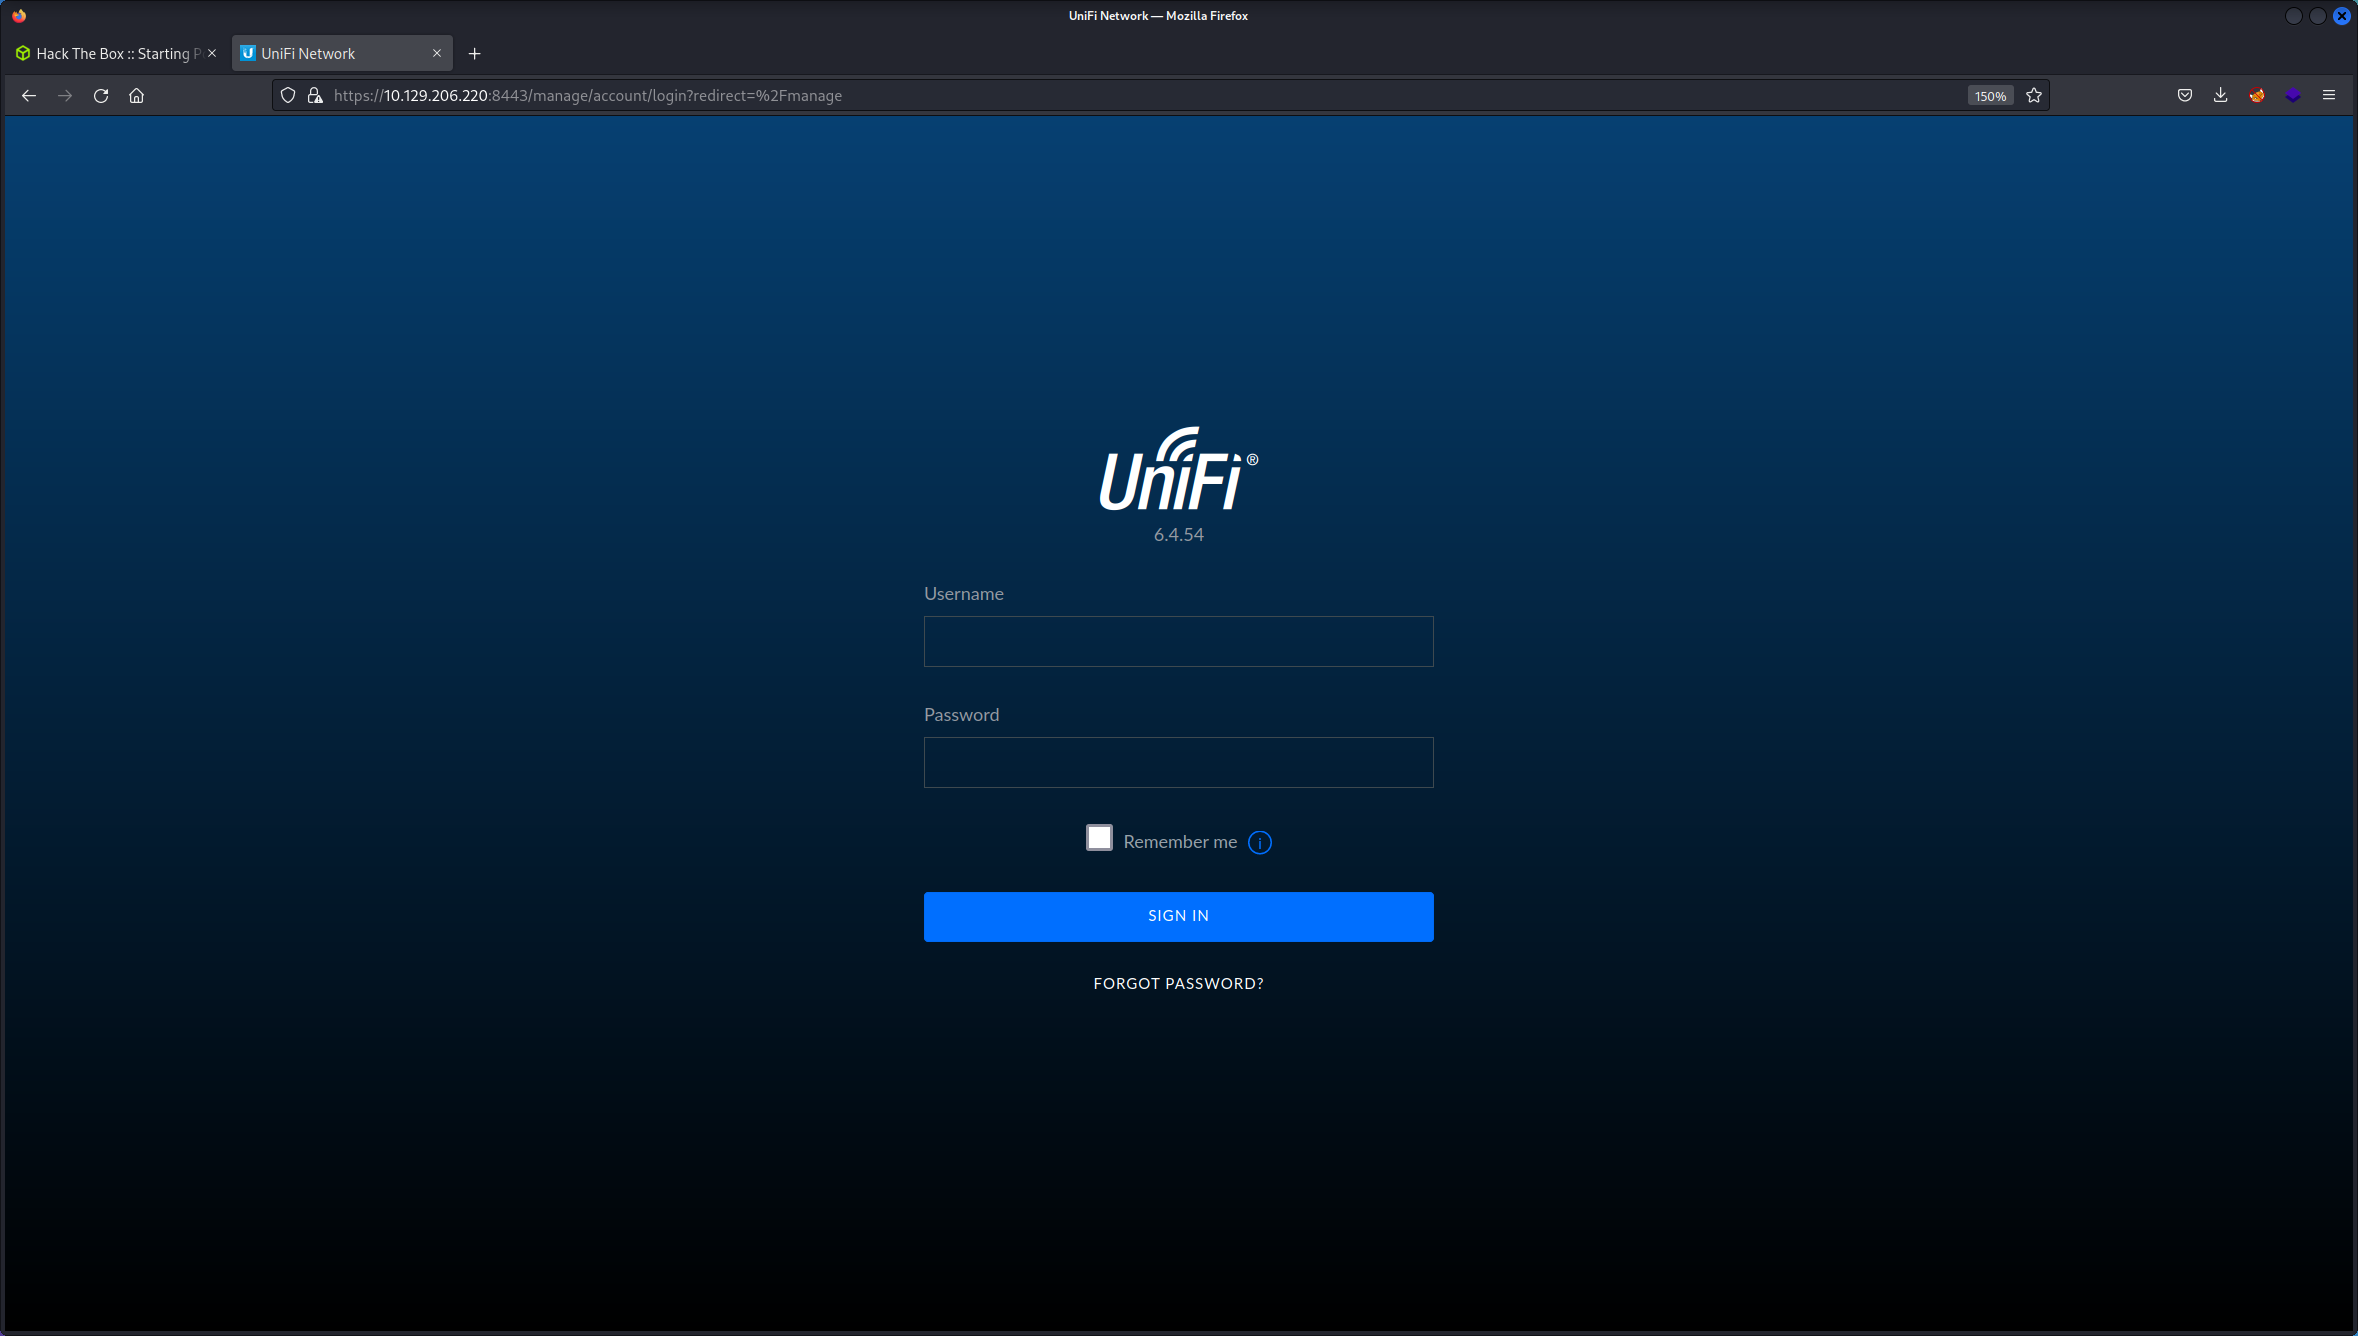 UniFi Network — Mozilla Firefox
Hack The Box :: Starting P
UniFi Network
https://10.129.206.220:8443/manage/account/login?redirect=%2Fmanage
150%
UniFi®
6.4.54
Username
Password
Remember me
SIGN IN
FORGOT PASSWORD?